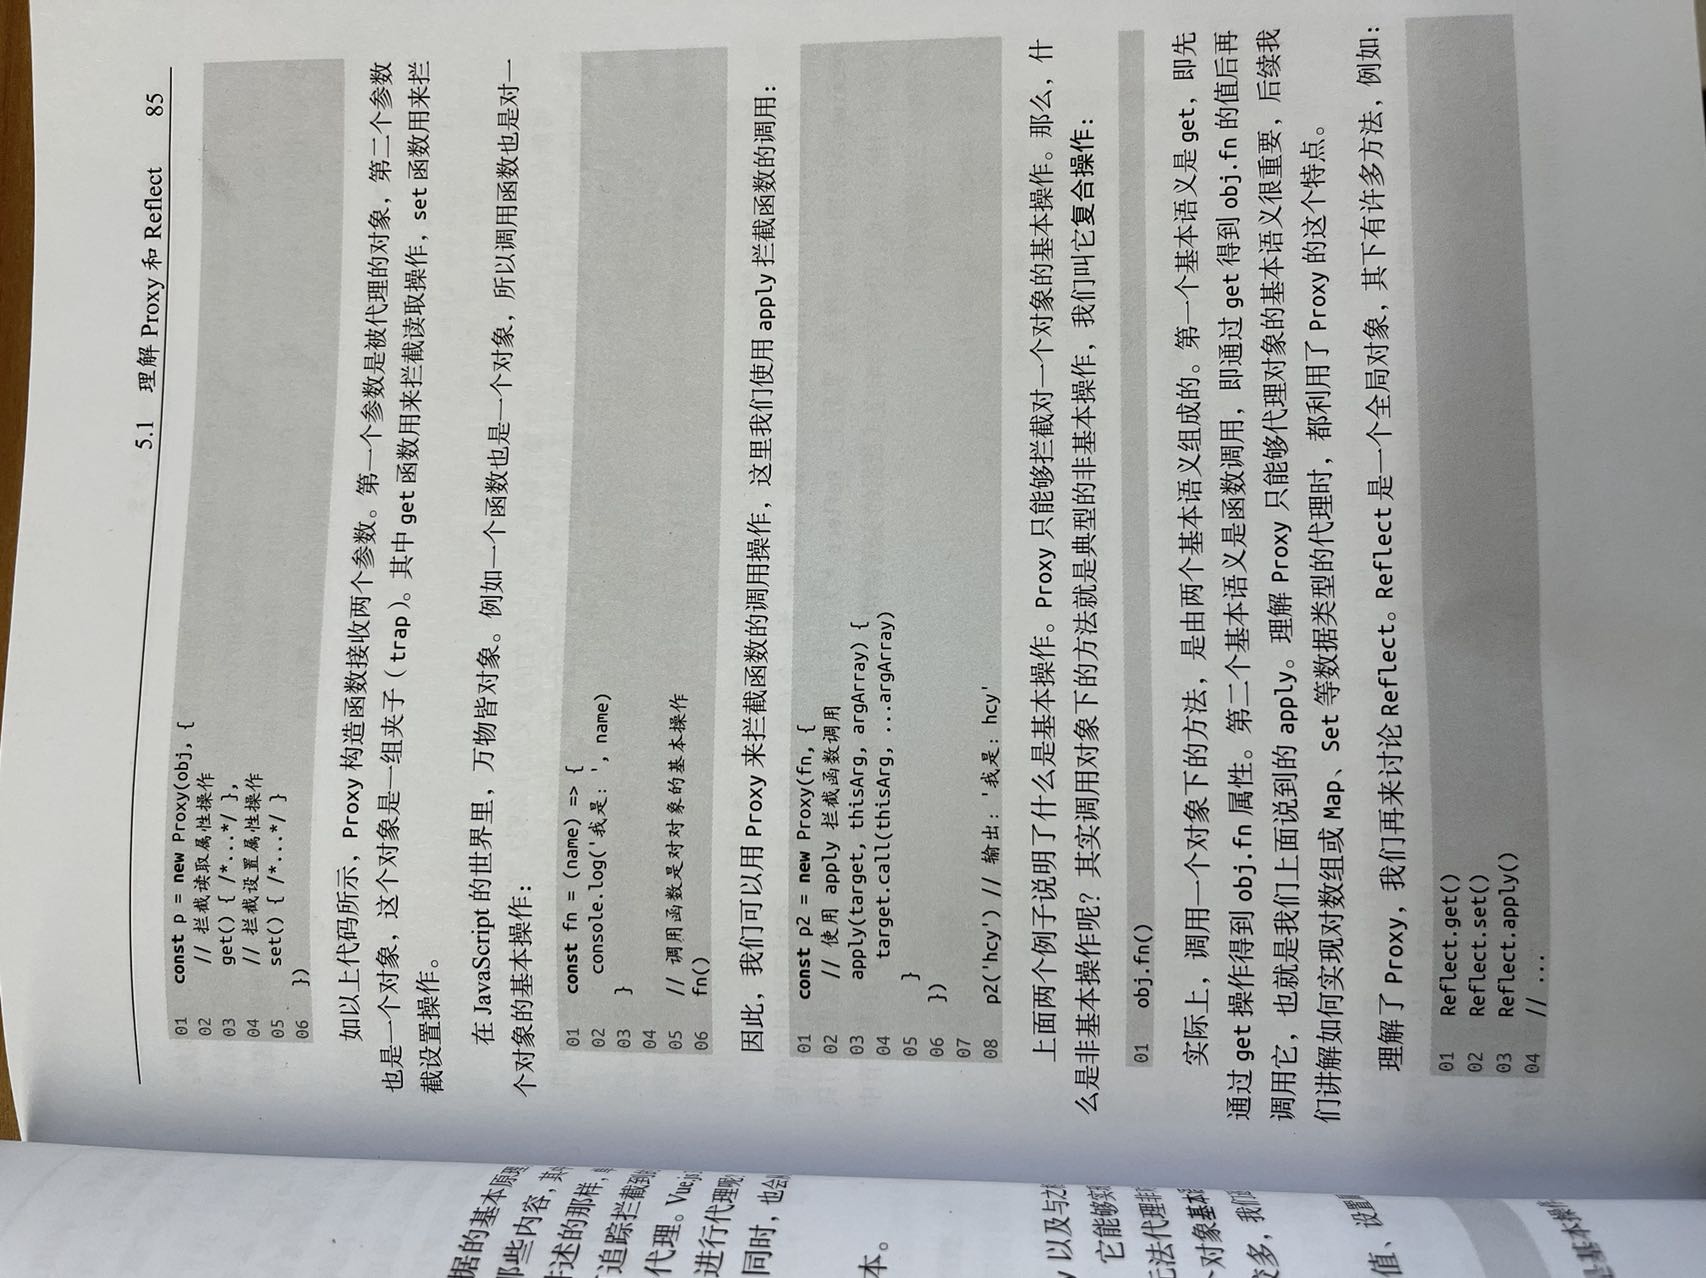 据的基本原理
那些内容，其
述的那样，
追踪拦截到
代理。Vue.js
进行代理呢
同时，也会
本。
以及与之
它能够实现
无法代理非
对象基本语
较多，我们
值、设置属
是基本操作
5.1 理解 Proxy 和 Reflect 85
01 const p = new Proxy(obj, {
02   // 拦截读取属性操作
03   get() { /*...*/ },
04   // 拦截设置属性操作
05   set() { /*...*/ }
06 })
如以上代码所示，Proxy 构造函数接收两个参数。第一个参数是被代理的对象，第二个参数
也是一个对象，这个对象是一组夹子（trap）。其中 get 函数用来拦截读取操作，set 函数用来拦
截设置操作。
在 JavaScript 的世界里，万物皆对象。例如一个函数也是一个对象，所以调用函数也是对一
个对象的基本操作：
01 const fn = (name) => {
02   console.log('我是：', name)
03 }
04
05 // 调用函数是对对象的基本操作
06 fn()
因此，我们可以用 Proxy 来拦截函数的调用操作，这里我们使用 apply 拦截函数的调用：
01 const p2 = new Proxy(fn, {
02   // 使用 apply 拦截函数调用
03   apply(target, thisArg, argArray) {
04     target.call(thisArg, ...argArray)
05   }
06 })
07
08 p2('hcy') // 输出：'我是：hcy'
上面两个例子说明了什么是基本操作。Proxy 只能够拦截对一个对象的基本操作。那么，什
么是非基本操作呢？其实调用对象下的方法就是典型的非基本操作，我们叫它复合操作：
01 obj.fn()
实际上，调用一个对象下的方法，是由两个基本语义组成的。第一个基本语义是 get，即先
通过 get 操作得到 obj.fn 属性。第二个基本语义是函数调用，即通过 get 得到 obj.fn 的值后再
调用它，也就是我们上面说到的 apply。理解 Proxy 只能够代理对象的基本语义很重要，后续我
们讲解如何实现对数组或 Map、Set 等数据类型的代理时，都利用了 Proxy 的这个特点。
理解了 Proxy，我们再来讨论 Reflect。Reflect 是一个全局对象，其下有许多方法，例如：
01 Reflect.get()
02 Reflect.set()
03 Reflect.apply()
04 // ...